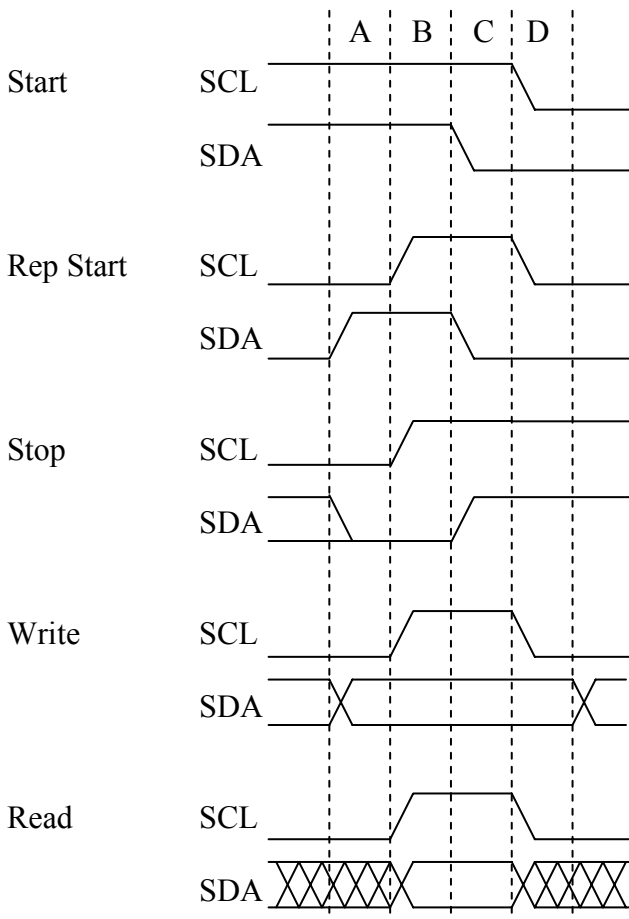 A B C D
Start SCL
SDA
Rep Start SCL
SDA
Stop SCL
SDA
Write SCL
SDA
Read SCL
SDA